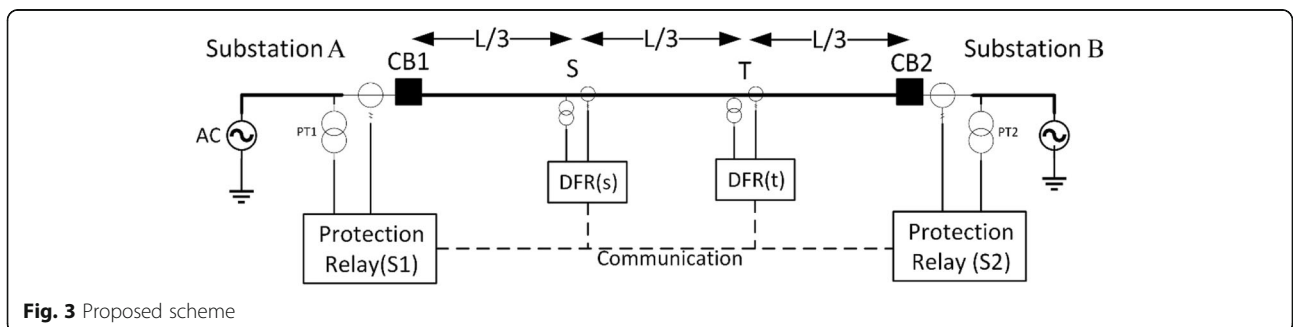 L/3 L/3 L/3
Substation A Substation B
CB1 S T CB2
AC PT1 PT2
DFR(s) DFR(t)
Protection
Relay(S1)
Communication
Protection
Relay (S2)
Fig. 3 Proposed scheme